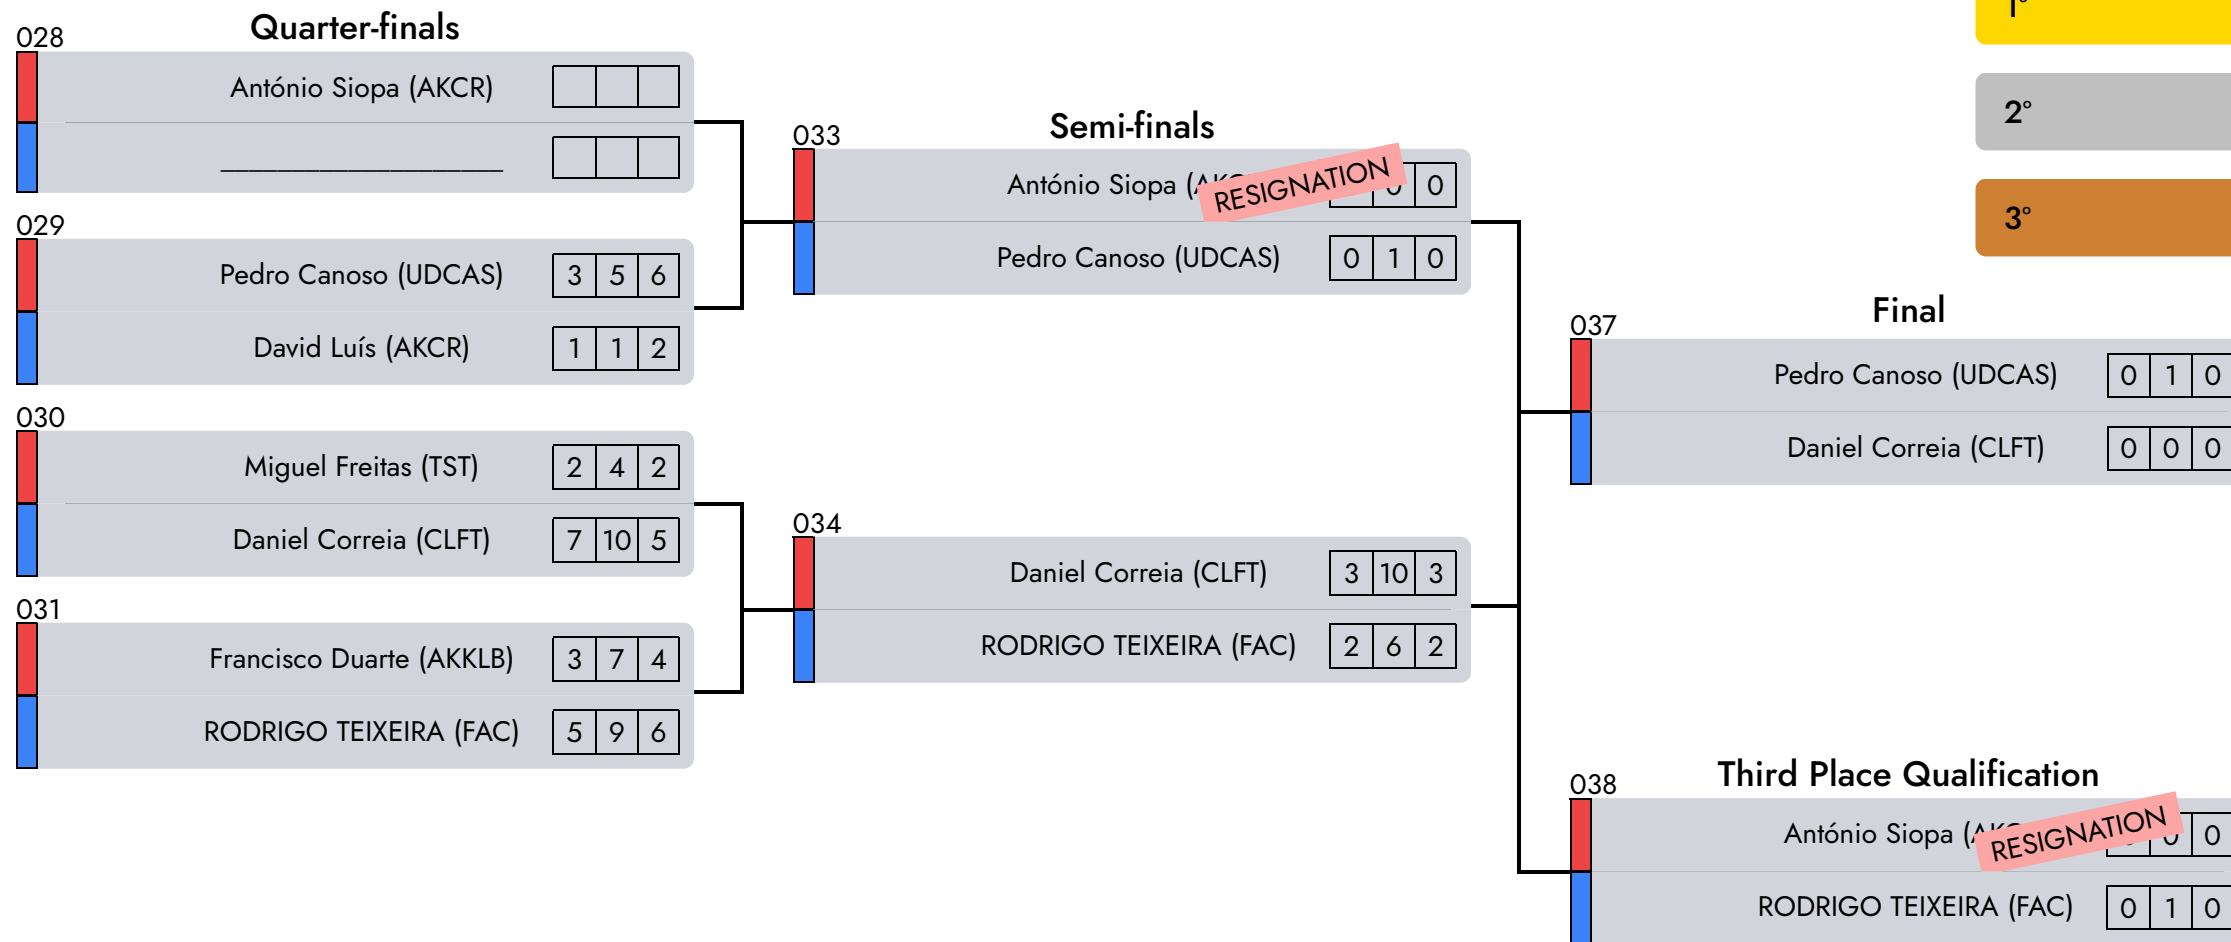 Quarter-finals
028
António Siopa (AKCR)
029
Pedro Canoso (UDCAS) 3 5 6
David Luís (AKCR) 1 1 2
030
Miguel Freitas (TST) 2 4 2
Daniel Correia (CLFT) 7 10 5
031
Francisco Duarte (AKKLB) 3 7 4
RODRIGO TEIXEIRA (FAC) 5 9 6
Semi-finals
033
António Siopa 0 0
RESIGNATION
Pedro Canoso (UDCAS) 0 1 0
034
Daniel Correia (CLFT) 3 10 3
RODRIGO TEIXEIRA (FAC) 2 6 2
1°
2°
3°
Final
037
Pedro Canoso (UDCAS) 0 1 0
Daniel Correia (CLFT) 0 0 0
Third Place Qualification
038
António Siopa 0 0
RESIGNATION
RODRIGO TEIXEIRA (FAC) 0 1 0